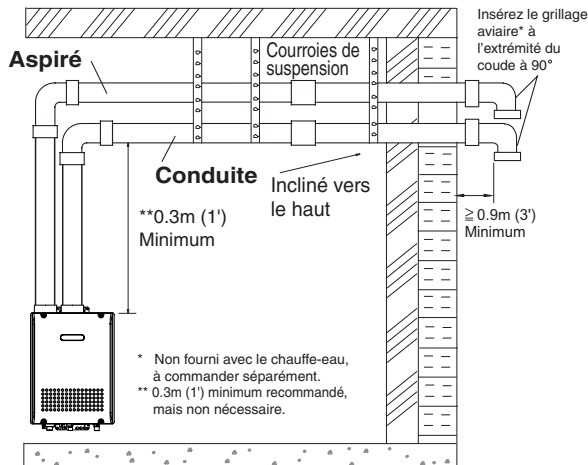 Insérez le grillage
aviaire* à
l'extrémité du
coude à 90°
Aspiré
Courroies de
suspension
Conduite
Incliné vers
le haut
**0.3m (1')
Minimum
≧ 0.9m (3')
Minimum
* Non fourni avec le chauffe-eau,
à commander séparément.
** 0.3m (1') minimum recommandé,
mais non nécessaire.